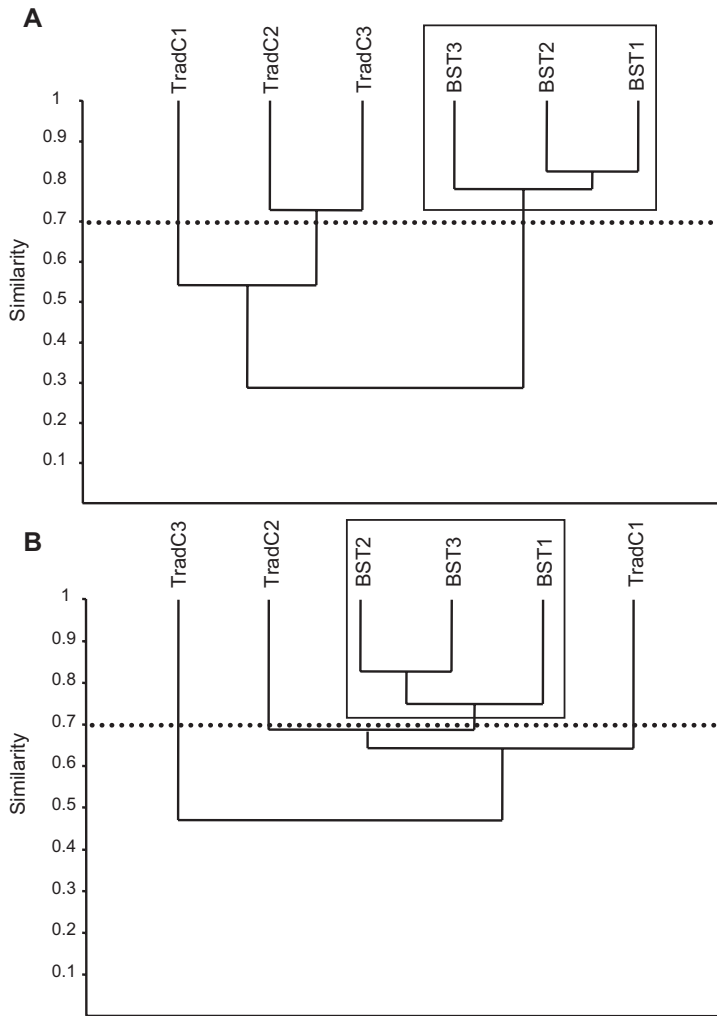 A
TradC1
TradC2
TradC3
BST3
BST2
BST1
1
0.9
0.8
0.7
0.6
0.5
0.4
0.3
0.2
0.1
Similarity
B
TradC3
TradC2
BST2
BST3
BST1
TradC1
1
0.9
0.8
0.7
0.6
0.5
0.4
0.3
0.2
0.1
Similarity